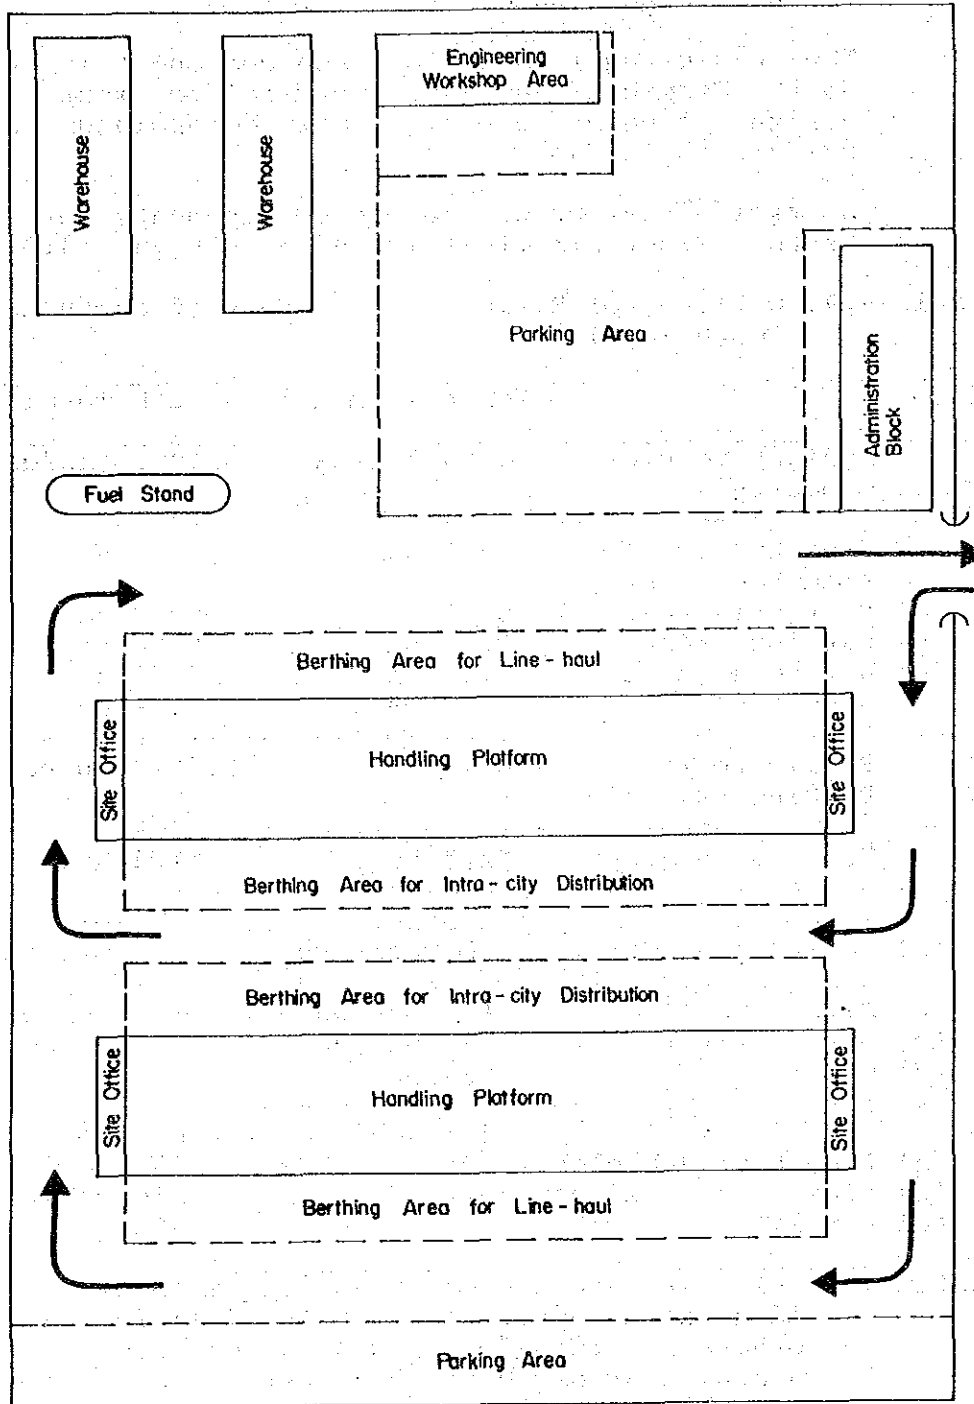 Engineering
Workshop Area
Warehouse
Warehouse
Parking Area
Administration
Block
Fuel Stand
Berthing Area for Line-haul
Site Office
Handling Platform
Site Office
Berthing Area for Intra-city Distribution
Berthing Area for Intra-city Distribution
Site Office
Handling Platform
Site Office
Berthing Area for Line-haul
Parking Area